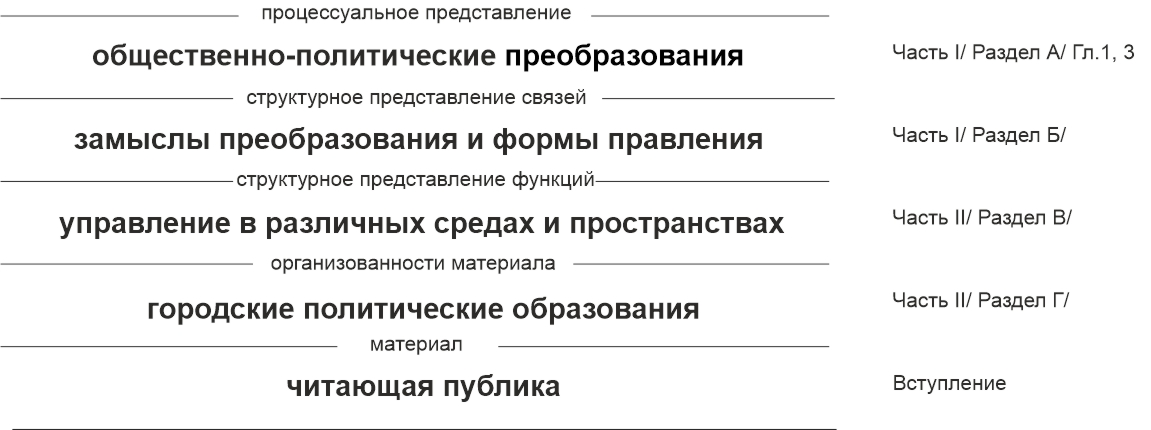 процессуальное представление
общественно-политические преобразования Часть I/ Раздел А/ Гл.1, 3
структурное представление связей
замыслы преобразования и формы правления Часть I/ Раздел Б/
структурное представление функций
управление в различных средах и пространствах Часть II/ Раздел В/
организованности материала
городские политические образования Часть II/ Раздел Г/
материал
читающая публика Вступление